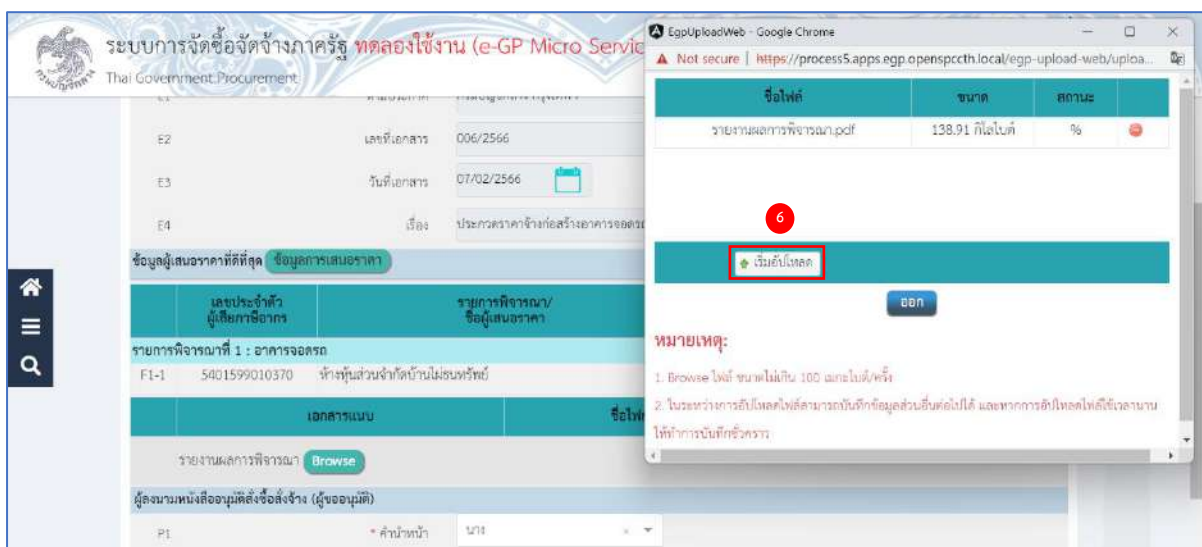 ระบบการจัดซื้อจัดจ้างภาครัฐ ทดลองใช้งาน (e-GP Micro Servic
Thai Government Procurement
E2 เลขที่เอกสาร 006/2566
E3 วันที่เอกสาร 07/02/2566
E4 เรื่อง ประกวดราคาจ้างก่อสร้างอาคารจอดรถ
ข้อมูลผู้เสนอราคาที่ดีที่สุด ข้อมูลการเสนอราคา
เลขประจำตัว
ผู้เสียภาษีอากร
รายการพิจารณา/
ชื่อผู้เสนอราคา
รายการพิจารณาที่ 1 : อาคารจอดรถ
F1-1 5401599010370 ห้างหุ้นส่วนจำกัดบ้านไผ่ธนทรัพย์
เอกสารแนบ ชื่อไฟล์
รายงานผลการพิจารณา Browse
ผู้ลงนามหนังสืออนุมัติสั่งซื้อสั่งจ้าง (ผู้ขออนุมัติ)
P1 * คำนำหน้า นาง
EgpUploadWeb - Google Chrome
Not secure | https://process5.apps.egp.openspccth.local/egp-upload-web/uploa...
ชื่อไฟล์ ขนาด สถานะ
รายงานผลการพิจารณา.pdf 138.91 กิโลไบต์ %
6
เริ่มอัปโหลด
ออก
หมายเหตุ:
1. Browse ไฟล์ ขนาดไม่เกิน 100 เมกะไบต์/ครั้ง
2. ในระหว่างการอัปโหลดไฟล์สามารถบันทึกข้อมูลส่วนอื่นต่อไปได้ และหากการอัปโหลดไฟล์ใช้เวลานาน
ให้ทำการบันทึกชั่วคราว